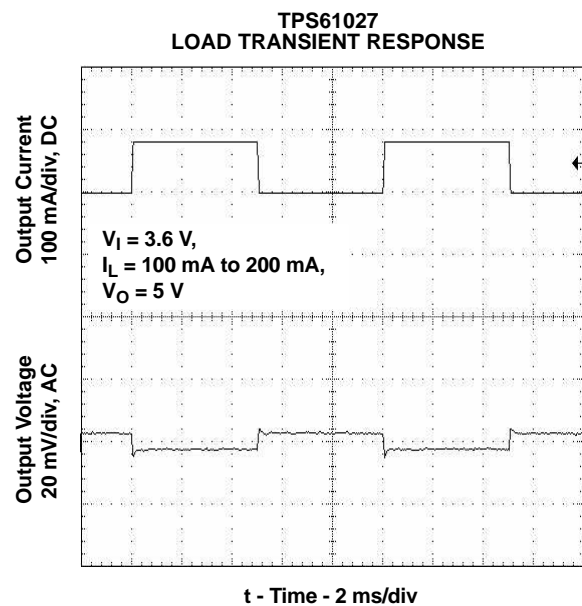 TPS61027
LOAD TRANSIENT RESPONSE
Output Current
100 mA/div, DC
V_I = 3.6 V,
I_L = 100 mA to 200 mA,
V_O = 5 V
Output Voltage
20 mV/div, AC
t - Time - 2 ms/div